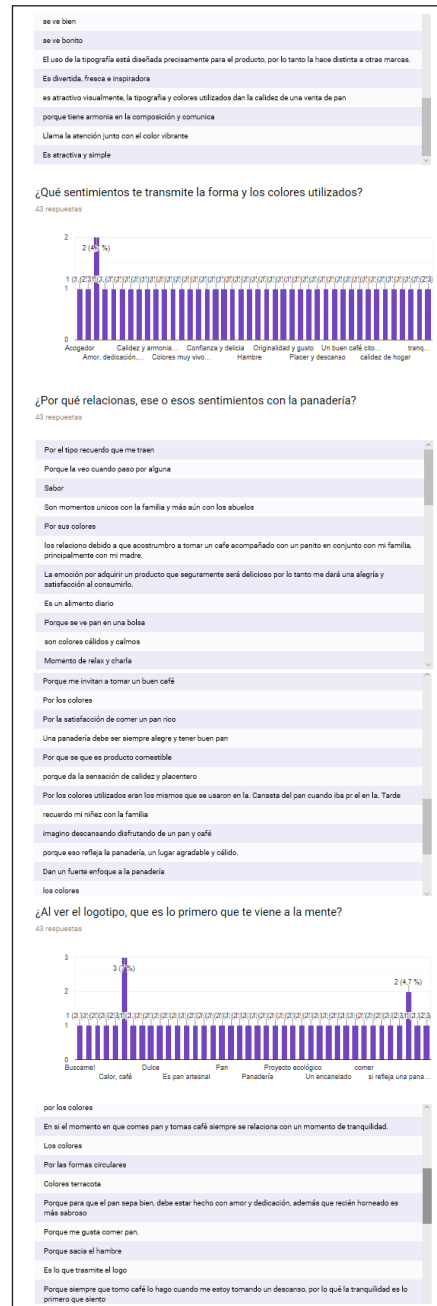 se ve bien
se ve bonito
El uso de la tipografía está diseñada precisamente para el producto, por lo tanto la hace distinta a otras marcas.
Es divertida, fresca e inspiradora
es atractivo visualmente, la tipografia y colores utilizados dan la calidez de una venta de pan
porque tiene armonia en la composición y comunica
Llama la atención junto con el color vibrante
Es atractiva y simple
¿Qué sentimientos te transmite la forma y los colores utilizados?
43 respuestas
2
1
0
Acogedor
Amor, dedicación,...
Calidez y armonia...
Colores muy vivo...
Confianza y delicia
Hambre
Originalidad y gusto
Placer y descanso
Un buen café cito...
calidez de hogar
tranq...
¿Por qué relacionas, ese o esos sentimientos con la panadería?
43 respuestas
Por el tipo recuerdo que me traen
Porque la veo cuando paso por alguna
Sabor
Son momentos unicos con la familia y más aún con los abuelos
Por sus colores
los relaciono debido a que acostrumbro a tomar un cafe acompañado con un panito en conjunto con mi familia,
principalmente con mi madre.
La emoción por adquirir un producto que seguramente será delicioso por lo tanto me dará una alegría y
satisfacción al consumirlo.
Es un alimento diario
Porque se ve pan en una bolsa
son colores cálidos y calmos
Momento de relax y charla
Porque me invitan a tomar un buen café
Por los colores
Por la satisfacción de comer un pan rico
Una panadería debe ser siempre alegre y tener buen pan
Por que se que es producto comestible
porque da la sensación de calidez y placentero
Por los colores utilizados eran los mismos que se usaron en la. Canasta del pan cuando iba pr el en la. Tarde
recuerdo mi niñez con la familia
imagino descansando disfrutando de un pan y café
porque eso refleja la panadería, un lugar agradable y cálido.
Dan un fuerte enfoque a la panadería
los colores
¿Al ver el logotipo, que es lo primero que te viene a la mente?
43 respuestas
3
2
1
0
3 (7 %)
2 (4,7 %)
Buscame!
Calor, café
Dulce
Es pan artesnal
Pan
Panadería
Proyecto ecológico
Un encanelado
comer
si refleja una pana...
por los colores
En si el momento en que comes pan y tomas café siempre se relaciona con un momento de tranquilidad.
Los colores
Por las formas circulares
Colores terracota
Porque para que el pan sepa bien, debe estar hecho con amor y dedicación, además que recién horneado es
más sabroso
Porque me gusta comer pan.
Porque sacia el hambre
Es lo que trasmite el logo
Porque siempre que tomo café lo hago cuando me estoy tomando un descanso, por lo qué la tranquilidad es lo
primero que siento